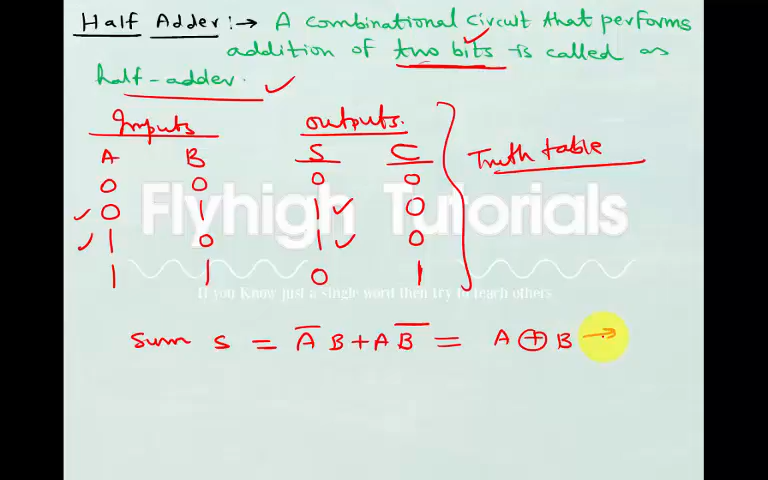 Half Adder :→ A combinational circuit that performs
addition of two bits is called as
half-adder.
Inputs outputs.
A B S C
0 0 0 0
0 1 1 0
1 0 1 0
1 1 0 1
Truth table
Flyhigh Tutorials
If you Know just a single word then try to teach others
Sum S = A̅ B + A B̅ = A ⊕ B →